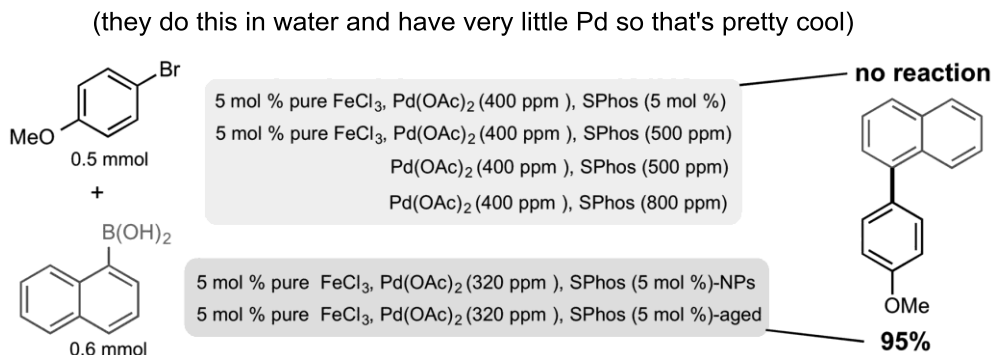 (they do this in water and have very little Pd so that's pretty cool)
Br
MeO
0.5 mmol
+
B(OH)2
0.6 mmol
5 mol % pure FeCl3, Pd(OAc)2 (400 ppm ), SPhos (5 mol %)
5 mol % pure FeCl3, Pd(OAc)2 (400 ppm ), SPhos (500 ppm)
Pd(OAc)2 (400 ppm ), SPhos (500 ppm)
Pd(OAc)2 (400 ppm ), SPhos (800 ppm)
5 mol % pure FeCl3, Pd(OAc)2 (320 ppm ), SPhos (5 mol %)-NPs
5 mol % pure FeCl3, Pd(OAc)2 (320 ppm ), SPhos (5 mol %)-aged
no reaction
OMe
95%